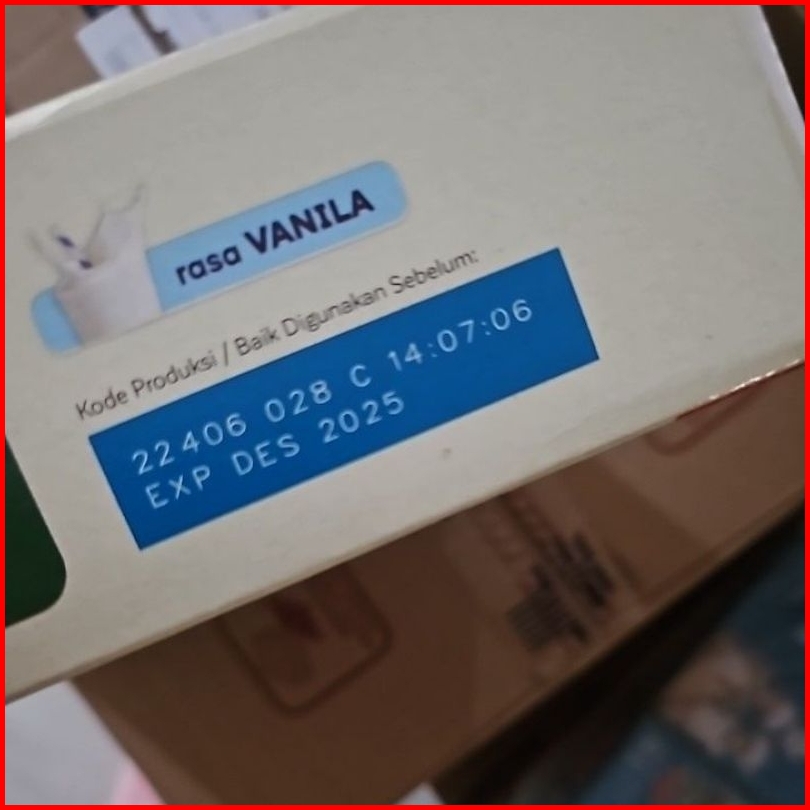 rasa VANILA
Kode Produksi / Baik Digunakan Sebelum:
22406 028 C 14:07:06
EXP DES 2025